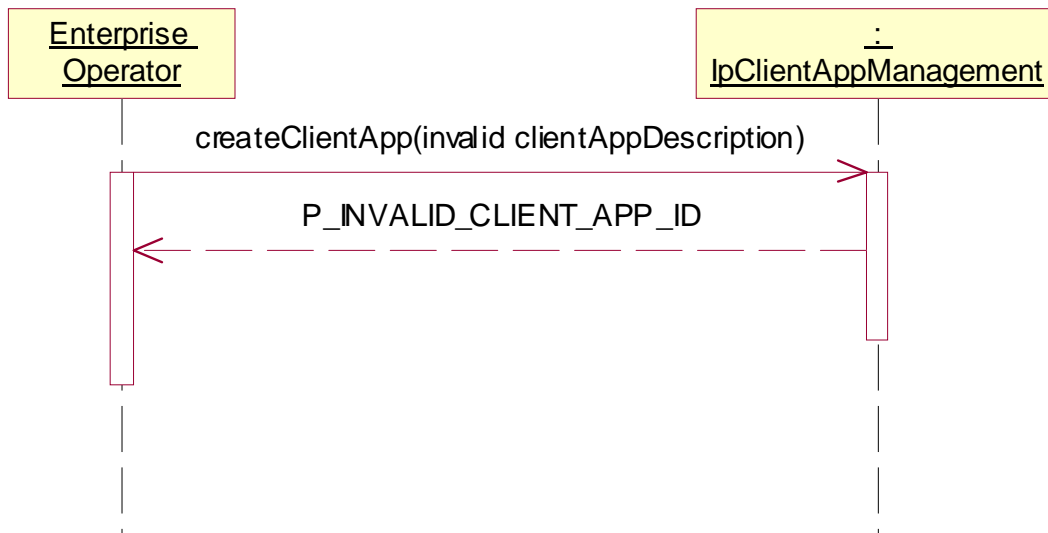 Enterprise
Operator
:
IpClientAppManagement
createClientApp(invalid clientAppDescription)
P_INVALID_CLIENT_APP_ID